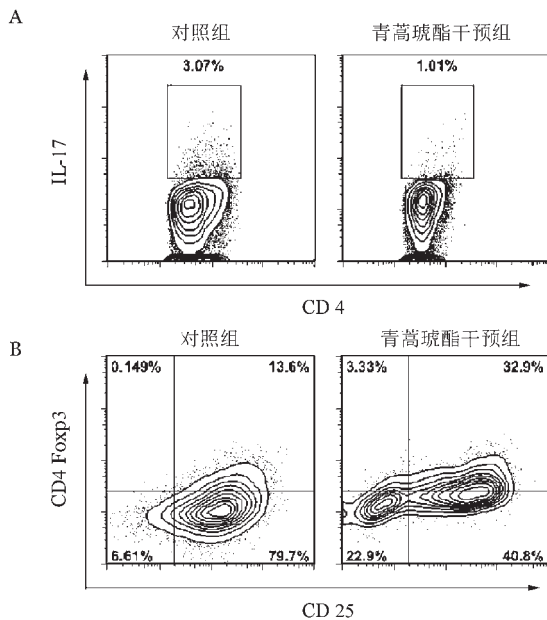 A
对照组
青蒿琥酯干预组
3.07%
1.01%
IL-17
CD 4
B
对照组
青蒿琥酯干预组
0.149%
13.6%
3.33%
32.9%
CD4 Foxp3
6.61%
79.7%
22.9%
40.8%
CD 25